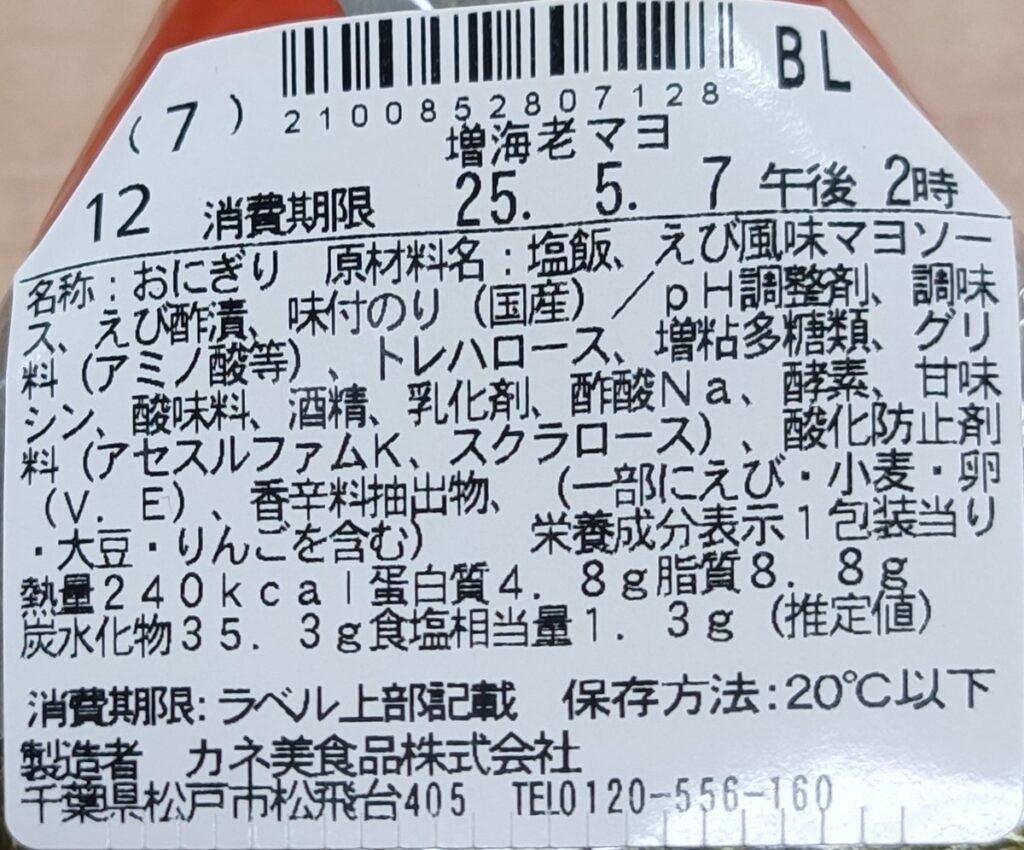 BL
(7)
2100852807128
増海老マヨ
12 消費期限 25. 5. 7 午後 2時
名称:おにぎり 原材料名:塩飯、えび風味マヨソー
ス、えび酢漬、味付のり(国産)/pH調整剤、調味
料(アミノ酸等)、トレハロース、増粘多糖類、グリ
シン、酸味料、酒精、乳化剤、酢酸Na、酵素、甘味
料(アセスルファムK、スクラロース)、酸化防止剤
(V.E)、香辛料抽出物、(一部にえび・小麦・卵
・大豆・りんごを含む) 栄養成分表示1包装当り
熱量240kcal蛋白質4.8g脂質8.8g
炭水化物35.3g食塩相当量1.3g(推定値)
消費期限:ラベル上部記載 保存方法:20℃以下
製造者 カネ美食品株式会社
千葉県松戸市松飛台405 TEL0120-556-160